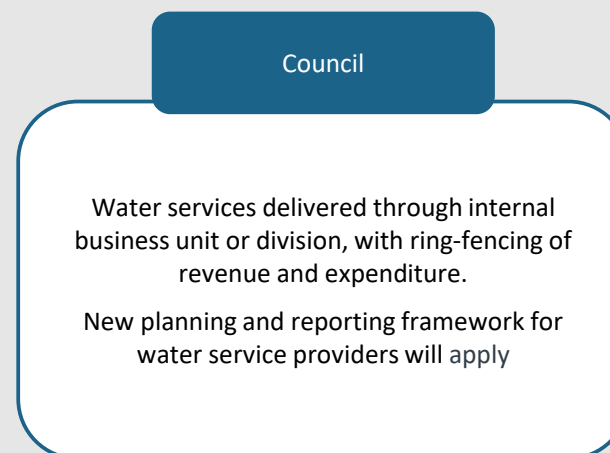 Council
Water services delivered through internal
business unit or division, with ring-fencing of
revenue and expenditure.
New planning and reporting framework for
water service providers will apply